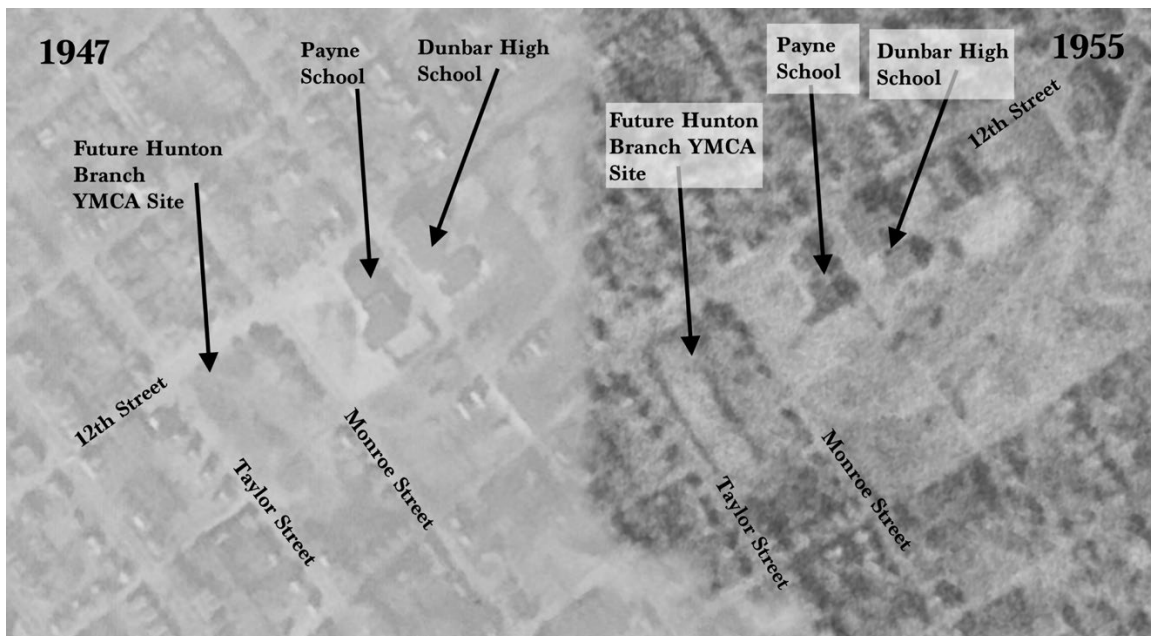 1947
Payne
School
Dunbar High
School
Future Hunton
Branch
YMCA Site
12th Street
Taylor Street
Monroe Street
1955
Payne
School
Dunbar High
School
12th Street
Future Hunton
Branch YMCA
Site
Monroe Street
Taylor Street